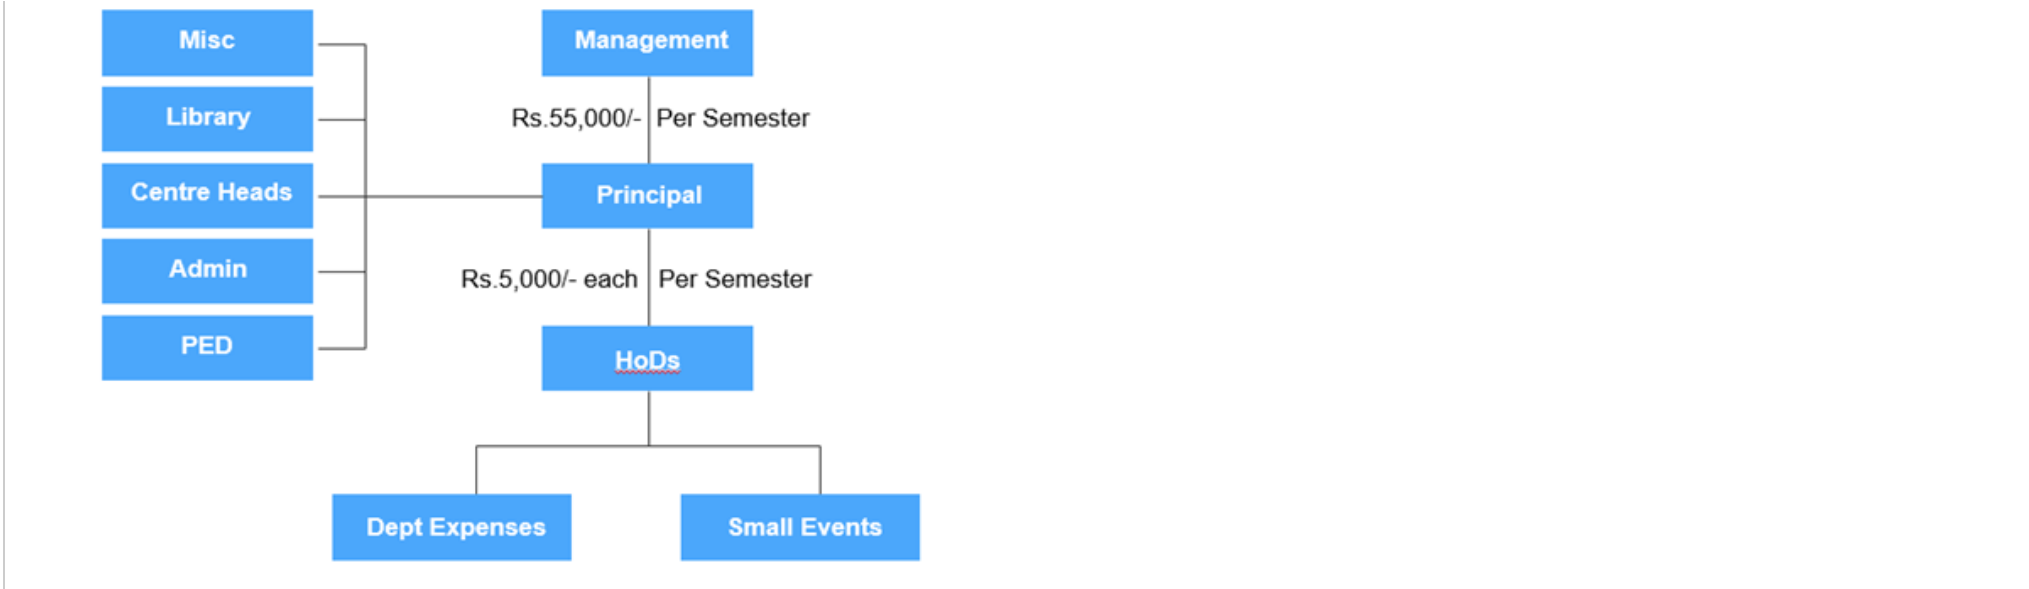 Misc
Management
Library
Rs.55,000/- Per Semester
Centre Heads
Principal
Admin
Rs.5,000/- each Per Semester
PED
HoDs
Dept Expenses
Small Events